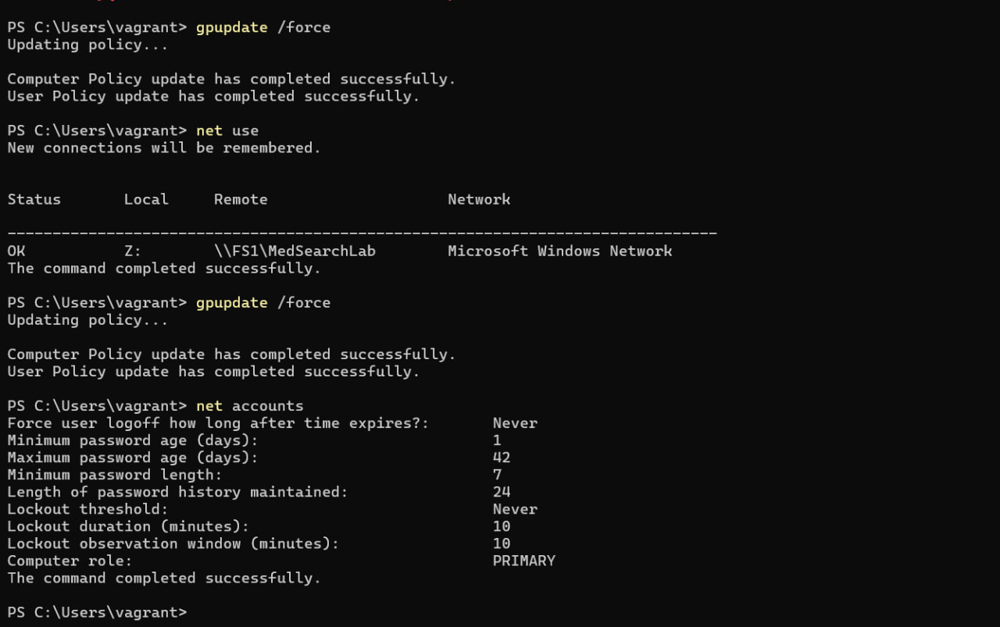 PS C:\Users\vagrant> gpupdate /force
Updating policy...
Computer Policy update has completed successfully.
User Policy update has completed successfully.
PS C:\Users\vagrant> net use
New connections will be remembered.
Status Local Remote Network
-------------------------------------------------------------------------------
OK Z: \\FS1\MedSearchLab Microsoft Windows Network
The command completed successfully.
PS C:\Users\vagrant> gpupdate /force
Updating policy...
Computer Policy update has completed successfully.
User Policy update has completed successfully.
PS C:\Users\vagrant> net accounts
Force user logoff how long after time expires?: Never
Minimum password age (days): 1
Maximum password age (days): 42
Minimum password length: 7
Length of password history maintained: 24
Lockout threshold: Never
Lockout duration (minutes): 10
Lockout observation window (minutes): 10
Computer role: PRIMARY
The command completed successfully.
PS C:\Users\vagrant>